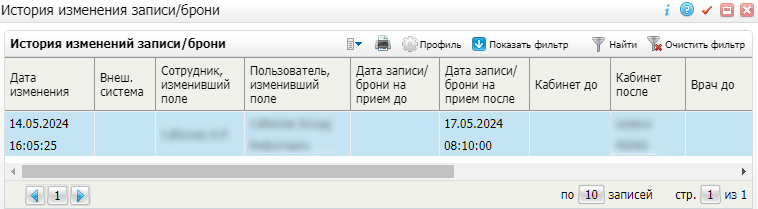 История изменения записи/брони
История изменений записи/брони
Профиль
Показать фильтр
Найти
Очистить фильтр
Дата
изменения
Внеш.
система
Сотрудник,
изменивший
поле
Пользователь,
изменивший
поле
Дата записи/
брони на
прием до
Дата записи/
брони на
прием после
Кабинет до
Кабинет
после
Врач до
14.05.2024
16:05:25
17.05.2024
08:10:00
1
по 10 записей
стр. 1 из 1